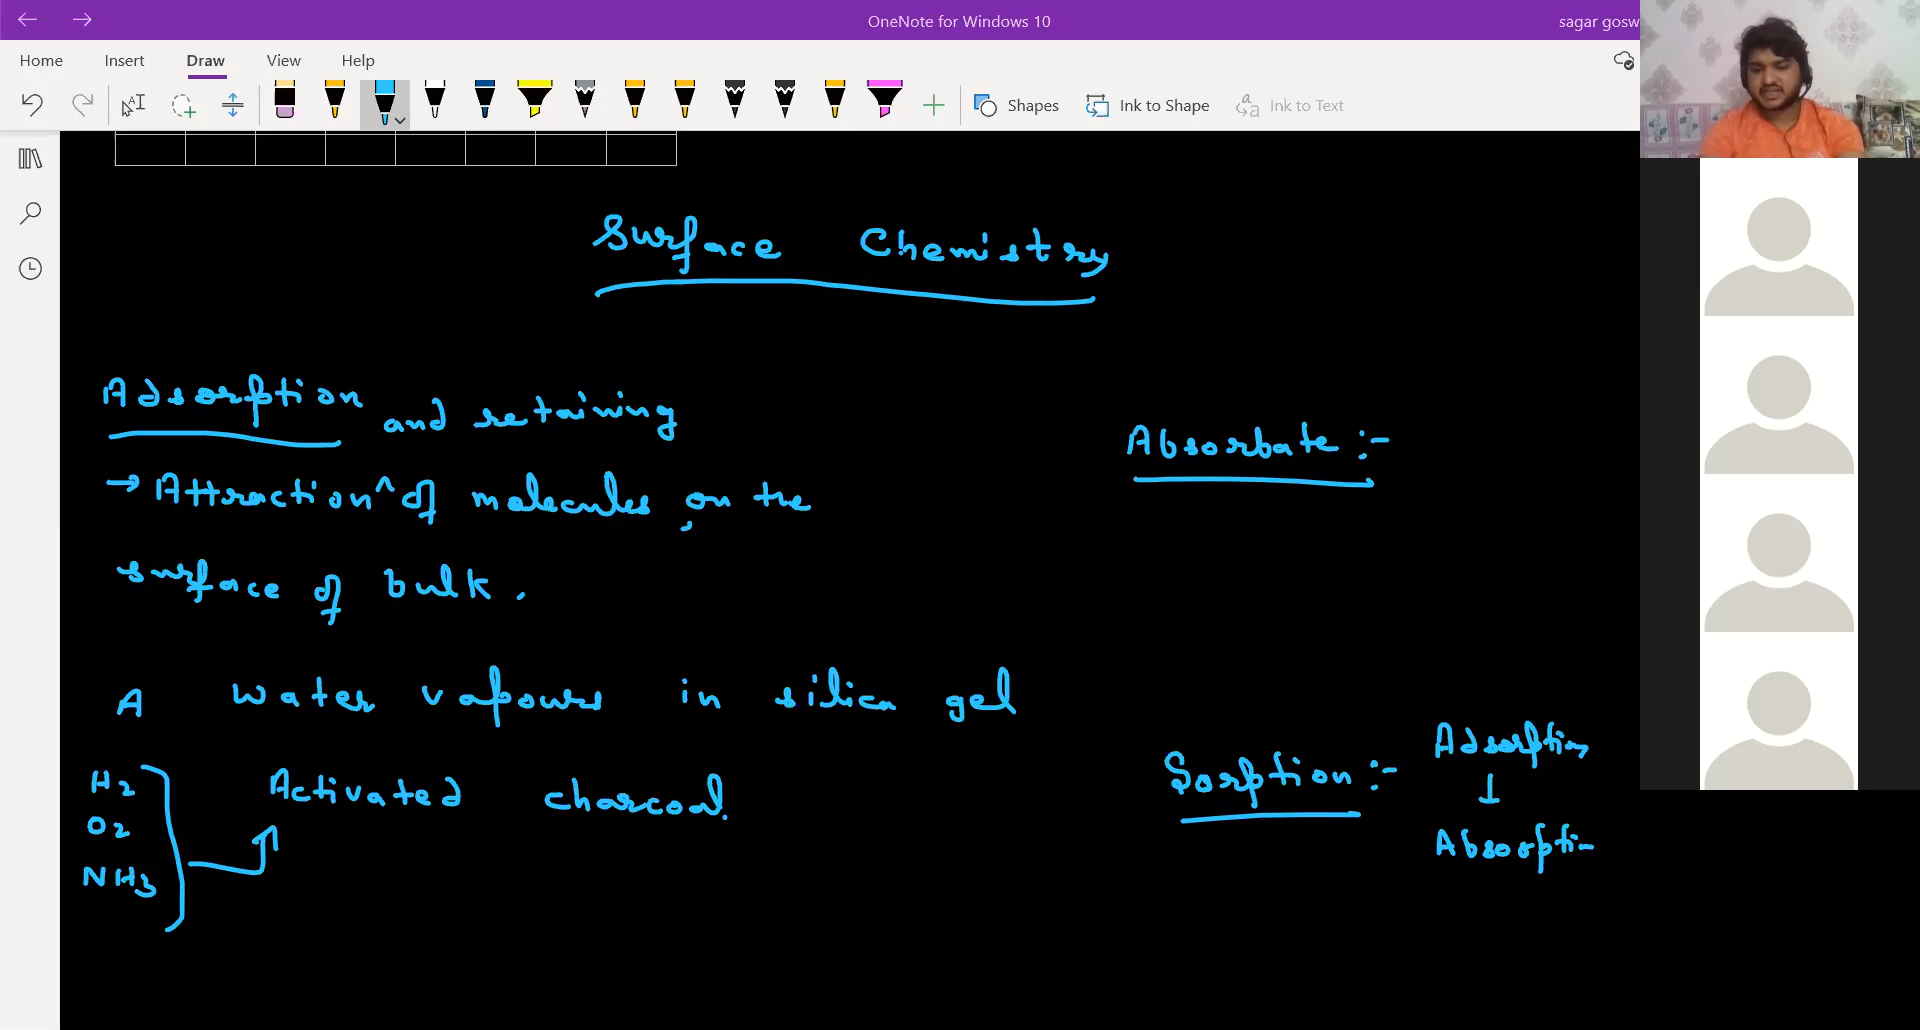 OneNote for Windows 10
sagar gosw
Home Insert Draw View Help
Shapes Ink to Shape Ink to Text
Surface Chemistry
Adsorption and retaining
→ Attraction^ of molecules on the
surface of bulk.
A water vapours in silica gel
H2
O2
NH3
Activated charcoal.
Absorbate :-
Sorption :- Adsorption
↓
Absorption